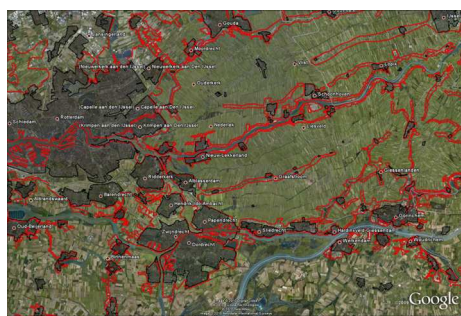 Gouda
Moordrecht
(Nieuwerkerk aan den IJssel)
Nieuwerkerk aan den IJssel
Ouderkerk
Vlist
Lopik
Schoonhoven
(Capelle aan den IJssel)
Capelle aan den IJssel
Rotterdam
Schiedam
(Krimpen aan den IJssel)
Krimpen aan den IJssel
Nederlek
Liesveld
Nieuw-Lekkerland
Ridderkerk
Alblasserdam
Graafstroom
Giessenlanden
Barendrecht
Albrandswaard
Hendrik-Ido-Ambacht
Papendrecht
Gorinchem
Oud-Beijerland
Zwijndrecht
Sliedrecht
Hardinxveld-Giessendam
Dordrecht
Werkendam
Woudrichem
Binnenmaas
Google